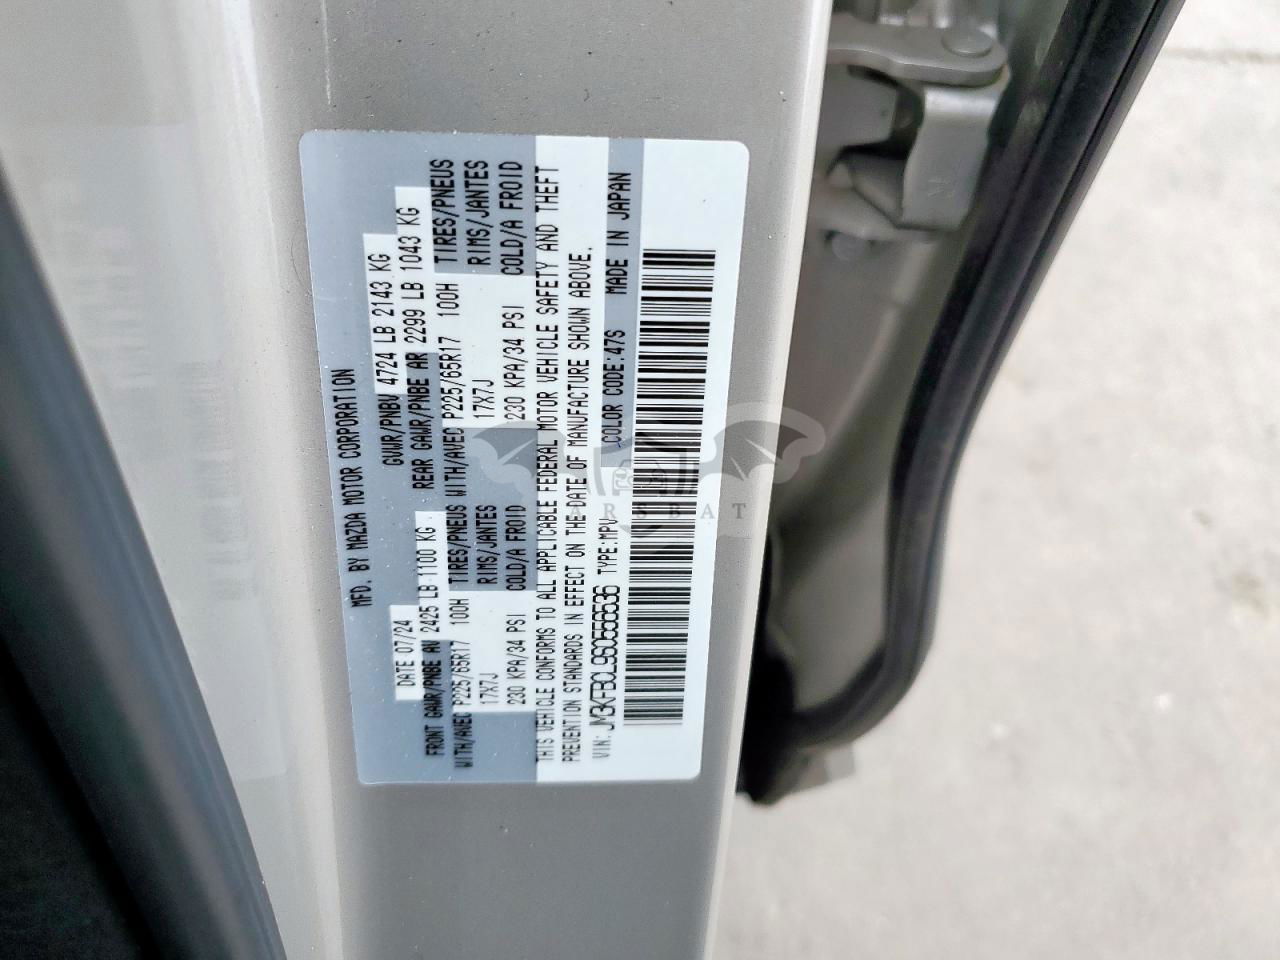 MFD. BY MAZDA MOTOR CORPORATION
DATE 07/24 GVWR/PNBV 4724 LB 2143 KG
FRONT GAWR/PNBE AV 2425 LB 1100 KG REAR GAWR/PNBE AR 2299 LB 1043 KG
WITH/AVEC P225/65R17 100H TIRES/PNEUS WITH/AVEC P225/65R17 100H TIRES/PNEUS
17X7J RIMS/JANTES 17X7J RIMS/JANTES
230 KPA/34 PSI COLD/A FROID 230 KPA/34 PSI COLD/A FROID
THIS VEHICLE CONFORMS TO ALL APPLICABLE FEDERAL MOTOR VEHICLE SAFETY AND THEFT
PREVENTION STANDARDS IN EFFECT ON THE DATE OF MANUFACTURE SHOWN ABOVE.
VIN: TYPE:MPV COLOR CODE:47S MADE IN JAPAN
CARSBAT